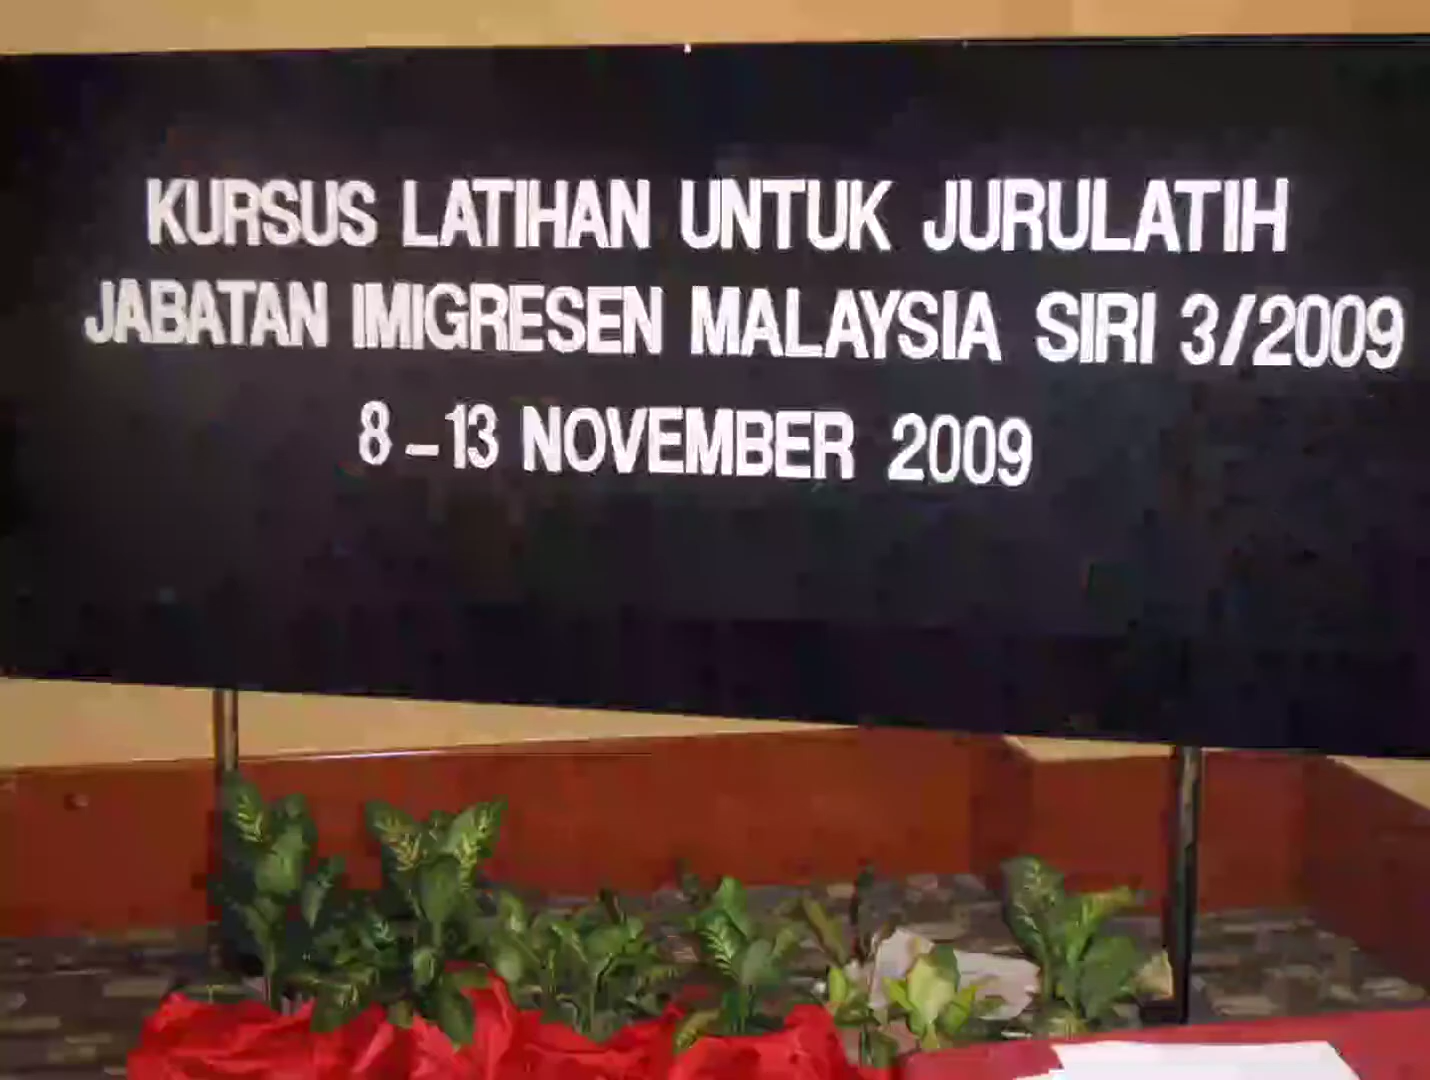 KURSUS LATIHAN UNTUK JURULATIH
JABATAN IMIGRESEN MALAYSIA SIRI 3/2009
8 – 13 NOVEMBER 2009